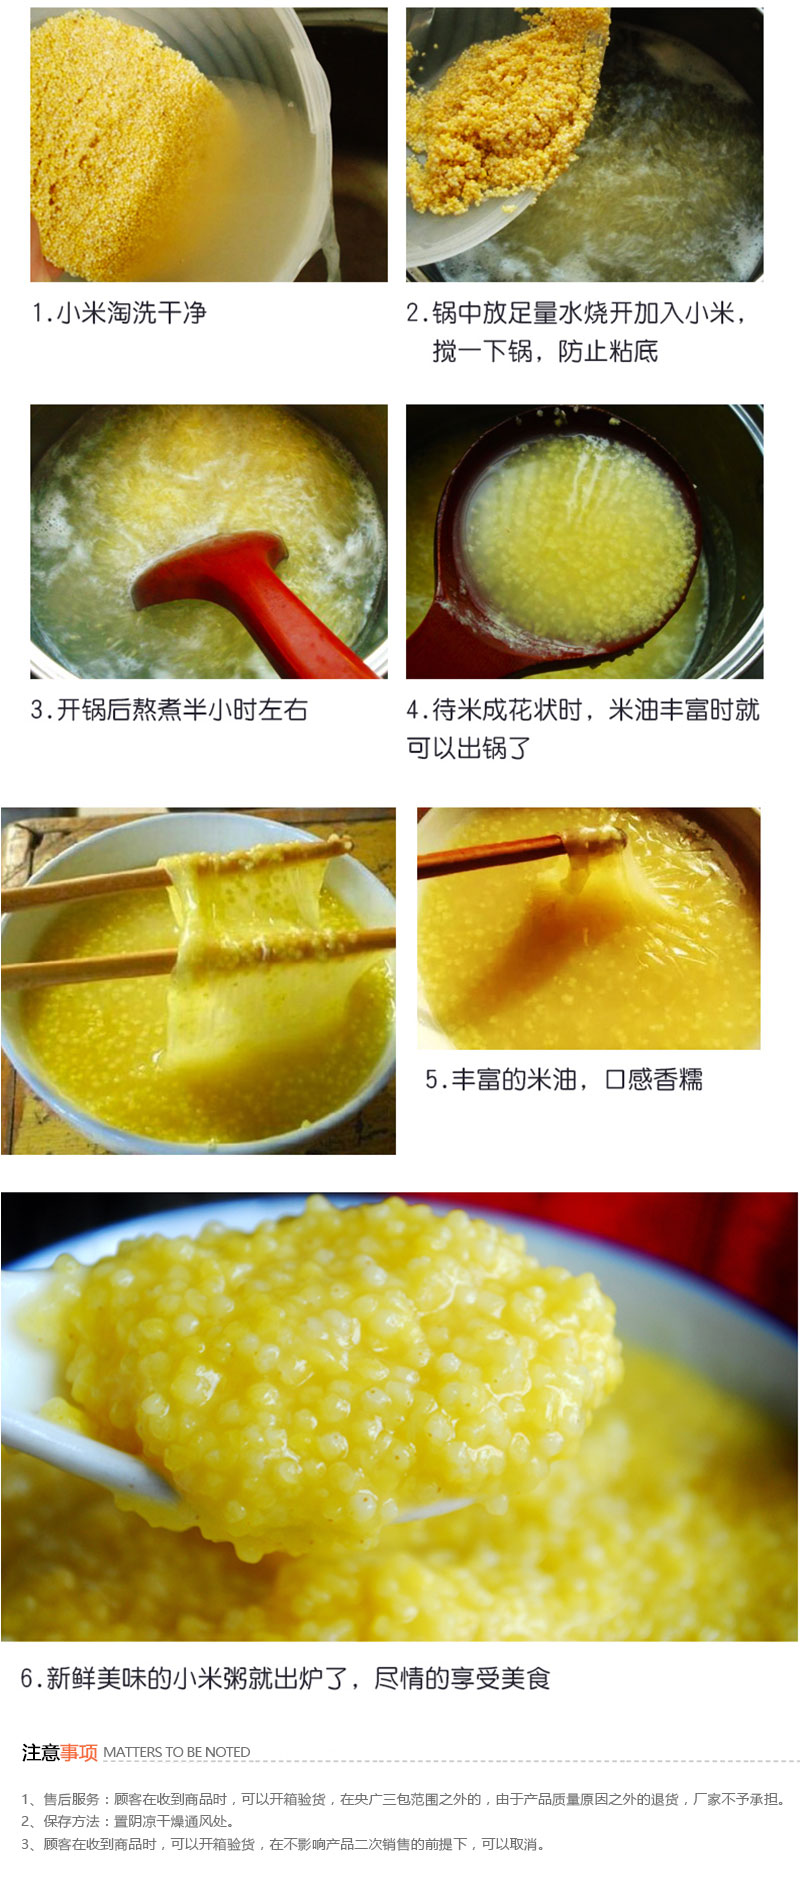 1.小米淘洗干净
2.锅中放足量水烧开加入小米，
搅一下锅，防止粘底
3.开锅后熬煮半小时左右
4.待米成花状时，米油丰富时就
可以出锅了
5.丰富的米油，口感香糯
6.新鲜美味的小米粥就出炉了，尽情的享受美食
注意事项 MATTERS TO BE NOTED
1、售后服务：顾客在收到商品时，可以开箱验货，在央广三包范围之外的，由于产品质量原因之外的退货，厂家不予承担。
2、保存方法：置阴凉干燥通风处。
3、顾客在收到商品时，可以开箱验货，在不影响产品二次销售的前提下，可以取消。